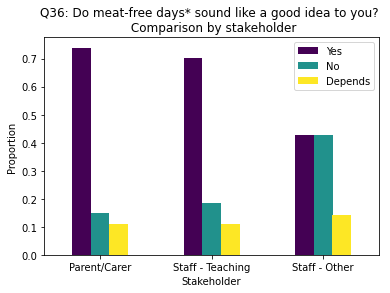 Q36: Do meat-free days* sound like a good idea to you?
Comparison by stakeholder
Yes
No
Depends
0.7
0.6
0.5
0.4
0.3
0.2
0.1
0.0
Proportion
Parent/Carer
Staff - Teaching
Staff - Other
Stakeholder